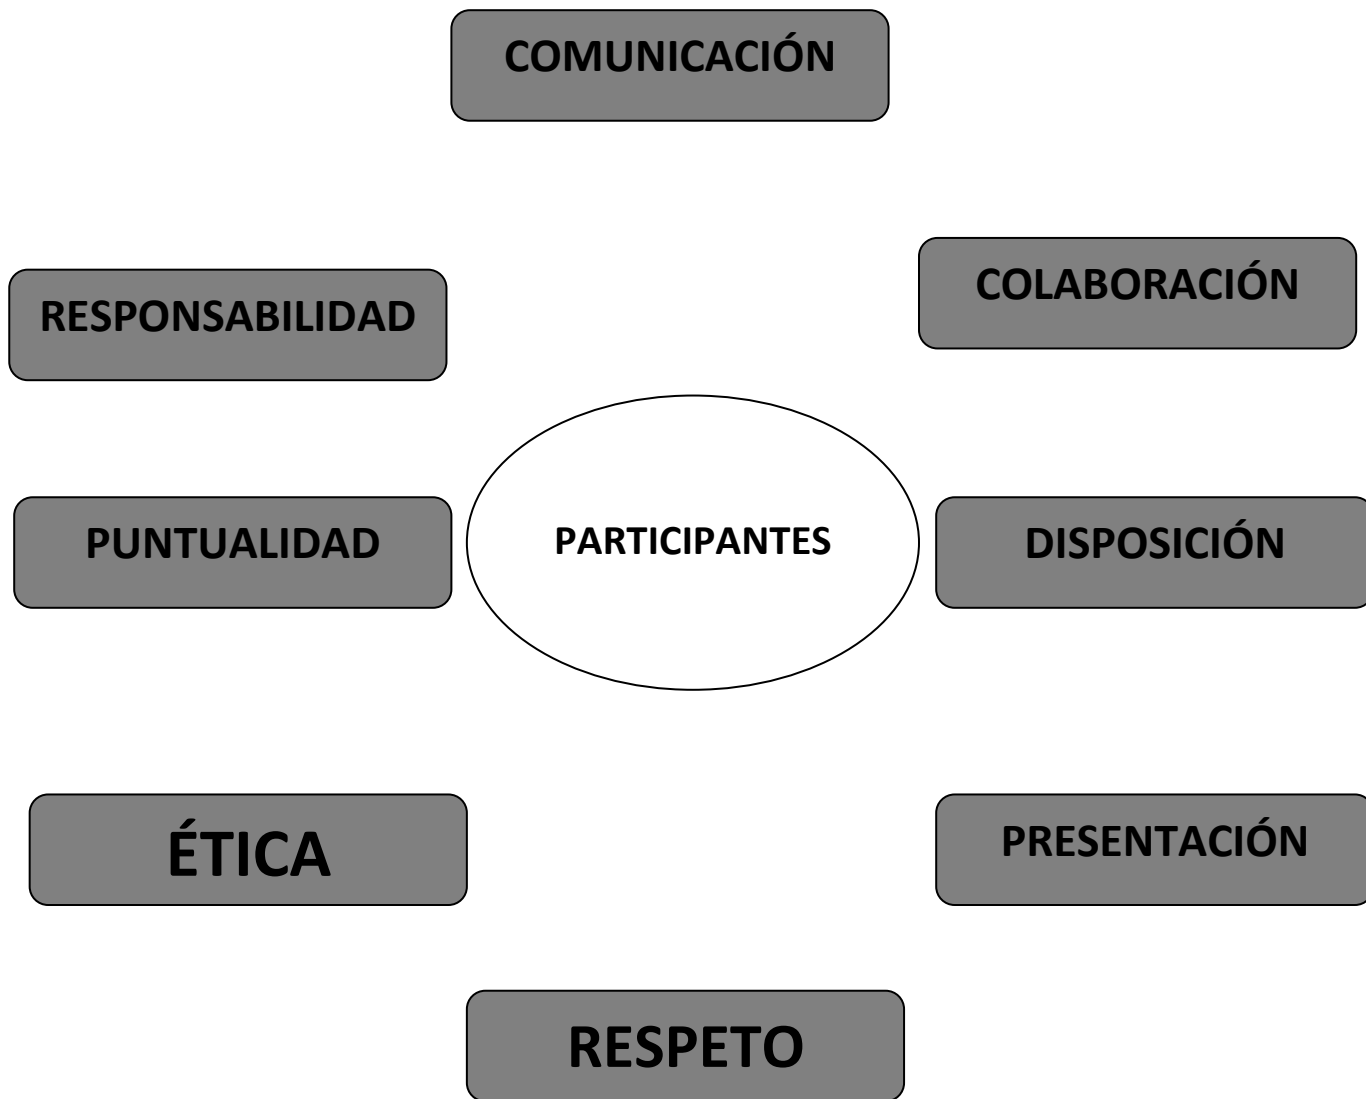 COMUNICACIÓN
COLABORACIÓN
RESPONSABILIDAD
PUNTUALIDAD
PARTICIPANTES
DISPOSICIÓN
ÉTICA
PRESENTACIÓN
RESPETO